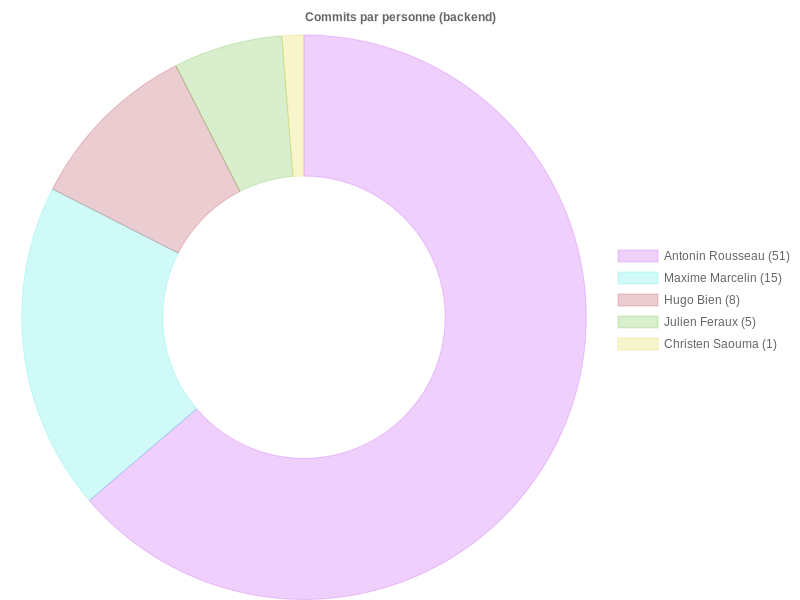 Commits par personne (backend)
Antonin Rousseau (51)
Maxime Marcelin (15)
Hugo Bien (8)
Julien Feraux (5)
Christen Saouma (1)